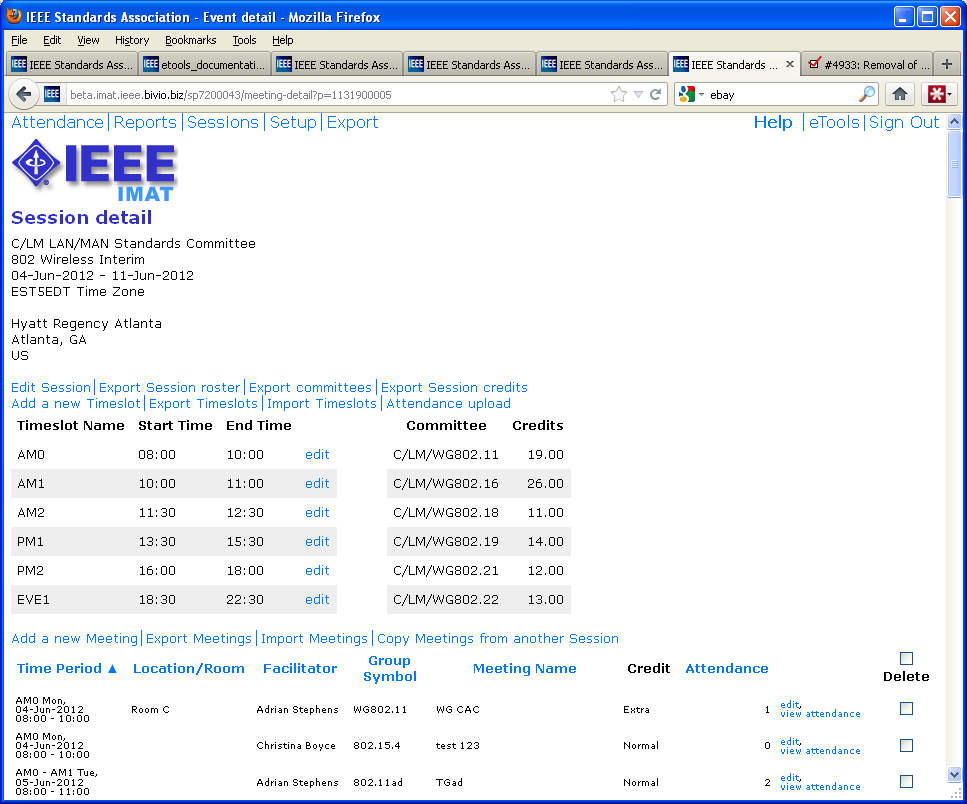 IEEE Standards Association - Event detail - Mozilla Firefox
File Edit View History Bookmarks Tools Help
IEEE IEEE Standards Ass... IEEE etools_documentati... IEEE IEEE Standards Ass... IEEE IEEE Standards Ass... IEEE IEEE Standards Ass... IEEE IEEE Standards ... × #4933: Removal of ... +
IEEE beta.imat.ieee.bivio.biz/sp7200043/meeting-detail?p=1131900005 ebay
Attendance | Reports | Sessions | Setup | Export Help | eTools | Sign Out
IEEE
IMAT
Session detail
C/LM LAN/MAN Standards Committee
802 Wireless Interim
04-Jun-2012 - 11-Jun-2012
EST5EDT Time Zone
Hyatt Regency Atlanta
Atlanta, GA
US
Edit Session | Export Session roster | Export committees | Export Session credits
Add a new Timeslot | Export Timeslots | Import Timeslots | Attendance upload
Timeslot Name Start Time End Time Committee Credits
AM0 08:00 10:00 edit C/LM/WG802.11 19.00
AM1 10:00 11:00 edit C/LM/WG802.16 26.00
AM2 11:30 12:30 edit C/LM/WG802.18 11.00
PM1 13:30 15:30 edit C/LM/WG802.19 14.00
PM2 16:00 18:00 edit C/LM/WG802.21 12.00
EVE1 18:30 22:30 edit C/LM/WG802.22 13.00
Add a new Meeting | Export Meetings | Import Meetings | Copy Meetings from another Session
Time Period ▲ Location/Room Facilitator Group Symbol Meeting Name Credit Attendance Delete
AM0 Mon,
04-Jun-2012
08:00 - 10:00
Room C Adrian Stephens WG802.11 WG CAC Extra 1 edit,
view attendance
AM0 Mon,
04-Jun-2012
08:00 - 10:00
Christina Boyce 802.15.4 test 123 Normal 0 edit,
view attendance
AM0 - AM1 Tue,
05-Jun-2012
08:00 - 11:00
Adrian Stephens 802.11ad TGad Normal 2 edit,
view attendance